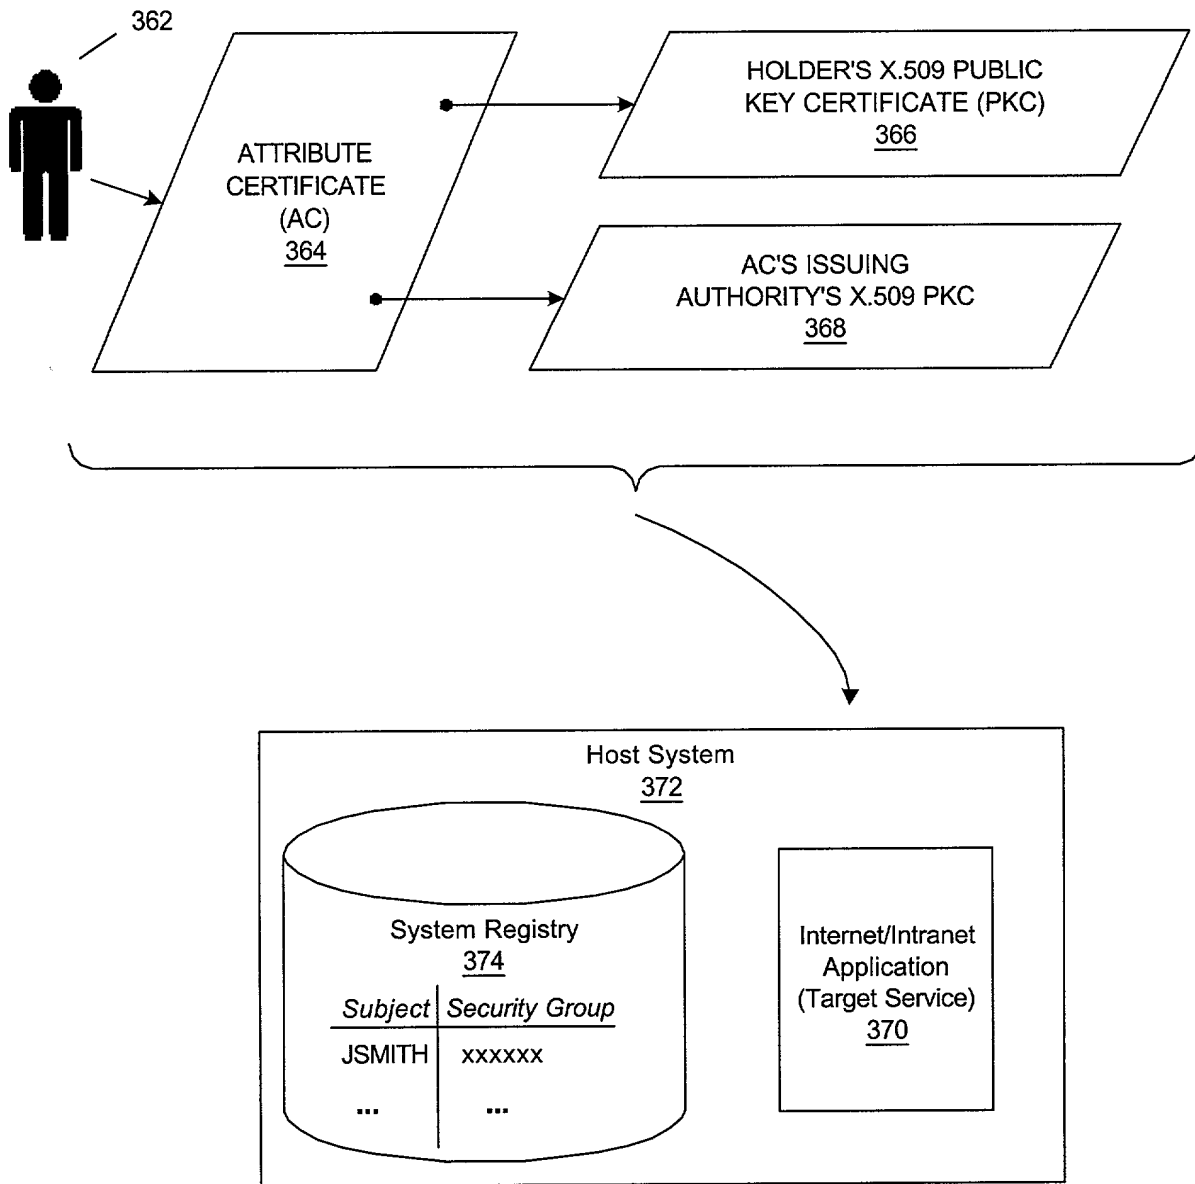 362
ATTRIBUTE
CERTIFICATE
(AC)
364
HOLDER'S X.509 PUBLIC
KEY CERTIFICATE (PKC)
366
AC'S ISSUING
AUTHORITY'S X.509 PKC
368
Host System
372
System Registry
374
Subject Security Group
JSMITH xxxxxx
... ...
Internet/Intranet
Application
(Target Service)
370